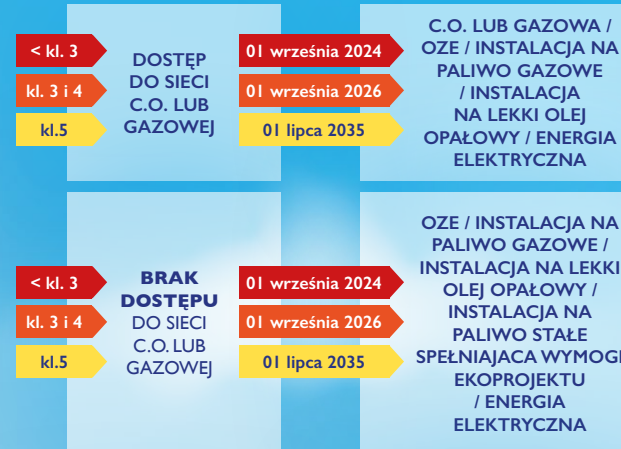 < kl. 3
kl. 3 i 4
kl.5
DOSTĘP
DO SIECI
C.O. LUB
GAZOWEJ
01 września 2024
01 września 2026
01 lipca 2035
C.O. LUB GAZOWA /
OZE / INSTALACJA NA
PALIWO GAZOWE
/ INSTALACJA
NA LEKKI OLEJ
OPAŁOWY / ENERGIA
ELEKTRYCZNA
< kl. 3
kl. 3 i 4
kl.5
BRAK
DOSTĘPU
DO SIECI
C.O. LUB
GAZOWEJ
01 września 2024
01 września 2026
01 lipca 2035
OZE / INSTALACJA NA
PALIWO GAZOWE /
INSTALACJA NA LEKKI
OLEJ OPAŁOWY /
INSTALACJA NA
PALIWO STAŁE
SPEŁNIAJACA WYMOGI
EKOPROJEKTU
/ ENERGIA
ELEKTRYCZNA